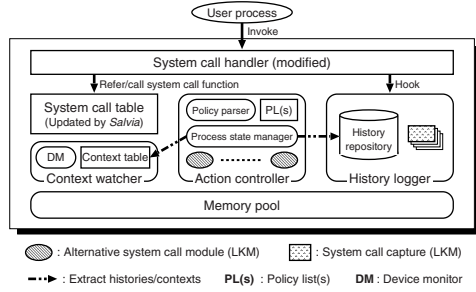 User process
Invoke
System call handler (modified)
Refer/call system call function
Hook
System call table
(Updated by Salvia)
Policy parser
PL(s)
Process state manager
History
repository
DM
Context table
Context watcher
Action controller
History logger
Memory pool
: Alternative system call module (LKM)
: System call capture (LKM)
: Extract histories/contexts
PL(s) : Policy list(s)
DM : Device monitor